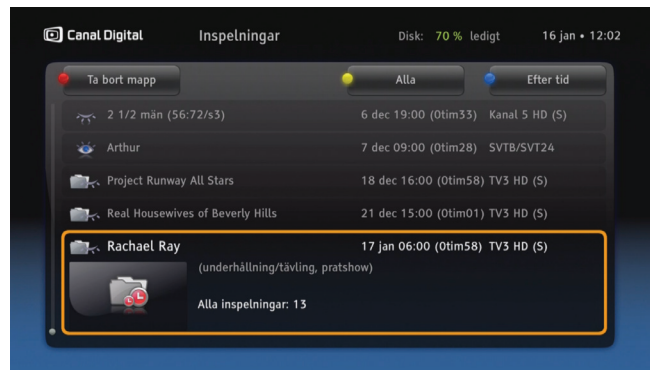 Canal Digital Inspelningar Disk: 70 % ledigt 16 jan • 12:02
Ta bort mapp Alla Efter tid
2 1/2 män (56:72/s3) 6 dec 19:00 (0tim33) Kanal 5 HD (S)
Arthur 7 dec 09:00 (0tim28) SVTB/SVT24
Project Runway All Stars 18 dec 16:00 (0tim58) TV3 HD (S)
Real Housewives of Beverly Hills 21 dec 15:00 (0tim01) TV3 HD (S)
Rachael Ray 17 jan 06:00 (0tim58) TV3 HD (S)
(underhållning/tävling, pratshow)
Alla inspelningar: 13